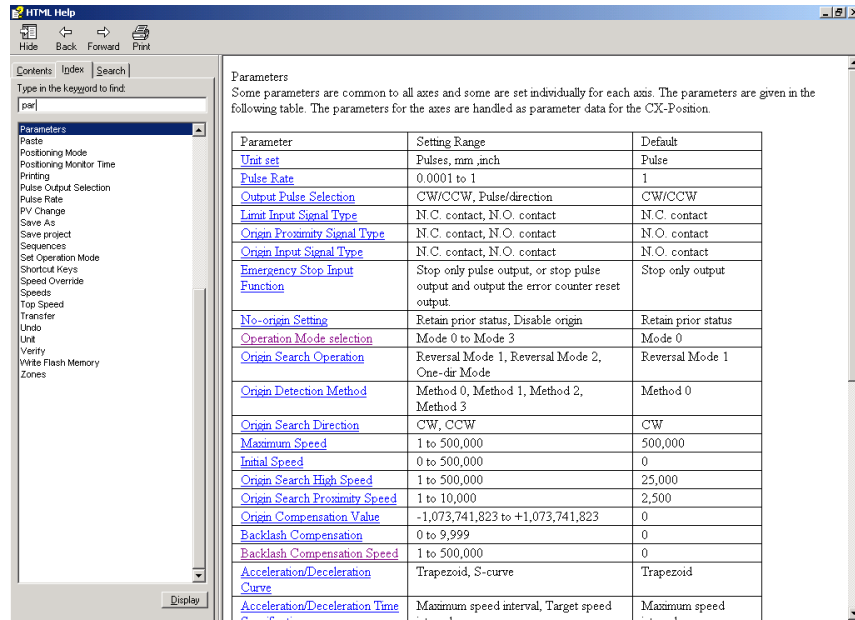 HTML Help
Hide Back Forward Print
Contents Index Search
Type in the keyword to find:
par
Parameters
Paste
Positioning Mode
Positioning Monitor Time
Printing
Pulse Output Selection
Pulse Rate
PV Change
Save As
Save project
Sequences
Set Operation Mode
Shortcut Keys
Speed Override
Speeds
Top Speed
Transfer
Undo
Unit
Verify
Write Flash Memory
Zones
Display
Parameters
Some parameters are common to all axes and some are set individually for each axis. The parameters are given in the
following table. The parameters for the axes are handled as parameter data for the CX-Position.
Parameter Setting Range Default
Unit set Pulses, mm ,inch Pulse
Pulse Rate 0.0001 to 1 1
Output Pulse Selection CW/CCW, Pulse/direction CW/CCW
Limit Input Signal Type N.C. contact, N.O. contact N.C. contact
Origin Proximity Signal Type N.C. contact, N.O. contact N.O. contact
Origin Input Signal Type N.C. contact, N.O. contact N.O. contact
Emergency Stop Input Stop only pulse output, or stop pulse Stop only output
Function output and output the error counter reset
output.
No-origin Setting Retain prior status, Disable origin Retain prior status
Operation Mode selection Mode 0 to Mode 3 Mode 0
Origin Search Operation Reversal Mode 1, Reversal Mode 2, Reversal Mode 1
One-dir Mode
Origin Detection Method Method 0, Method 1, Method 2, Method 0
Method 3
Origin Search Direction CW, CCW CW
Maximum Speed 1 to 500,000 500,000
Initial Speed 0 to 500,000 0
Origin Search High Speed 1 to 500,000 25,000
Origin Search Proximity Speed 1 to 10,000 2,500
Origin Compensation Value -1,073,741,823 to +1,073,741,823 0
Backlash Compensation 0 to 9,999 0
Backlash Compensation Speed 1 to 500,000 0
Acceleration/Deceleration Trapezoid, S-curve Trapezoid
Curve
Acceleration/Deceleration Time Maximum speed interval, Target speed Maximum speed